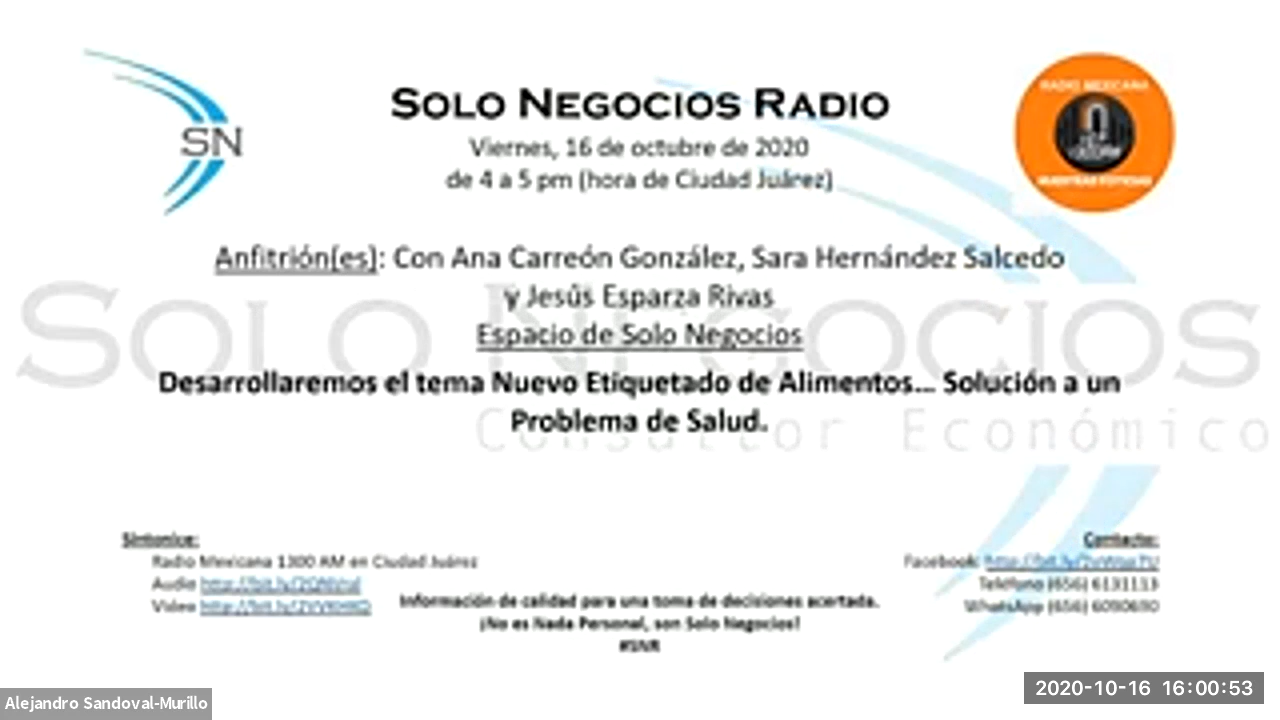 SN
SOLO NEGOCIOS RADIO
Viernes, 16 de octubre de 2020
de 4 a 5 pm (hora de Ciudad Juárez)
RADIO MEXICANA
Anfitrión(es): Con Ana Carreón González, Sara Hernández Salcedo
y Jesús Esparza Rivas
Espacio de Solo Negocios
SOLO NEGOCIOS
Desarrollaremos el tema Nuevo Etiquetado de Alimentos... Solución a un
Problema de Salud.
Consultor Económico
Sintonice:
Radio Mexicana 1300 AM en Ciudad Juárez
Audio
Video
Información de calidad para una toma de decisiones acertada.
¡No es Nada Personal, son Solo Negocios!
#SNR
Contacto:
Facebook:
Teléfono (656) 6131113
WhatsApp (656)
Alejandro Sandoval-Murillo
2020-10-16 16:00:53